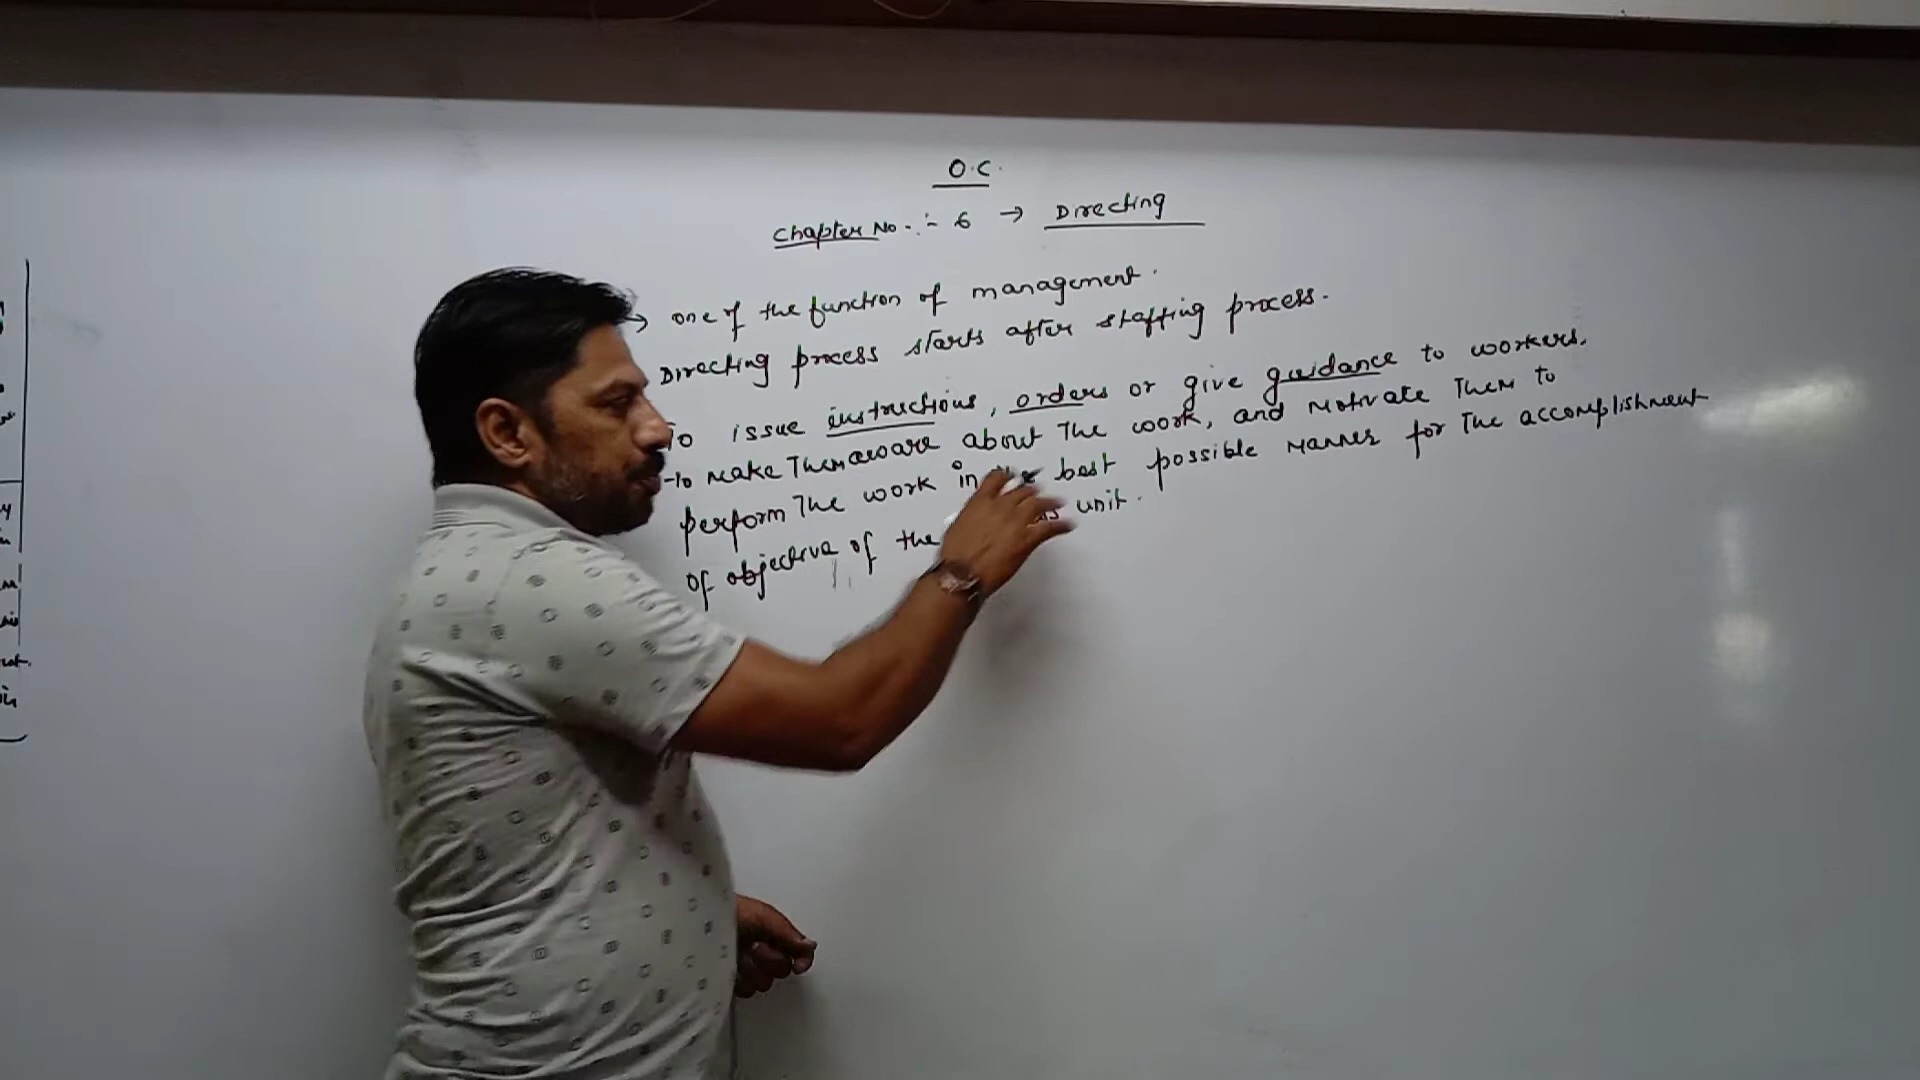 O.C.
Chapter No. :- 6 → Directing
→ one of the function of management.
Directing process starts after staffing process.
To issue instructions, orders or give guidance to workers.
to make Them aware about The work, and Motivate Them to
perform The work in the best possible manner for The accomplishment
of objective of the unit.